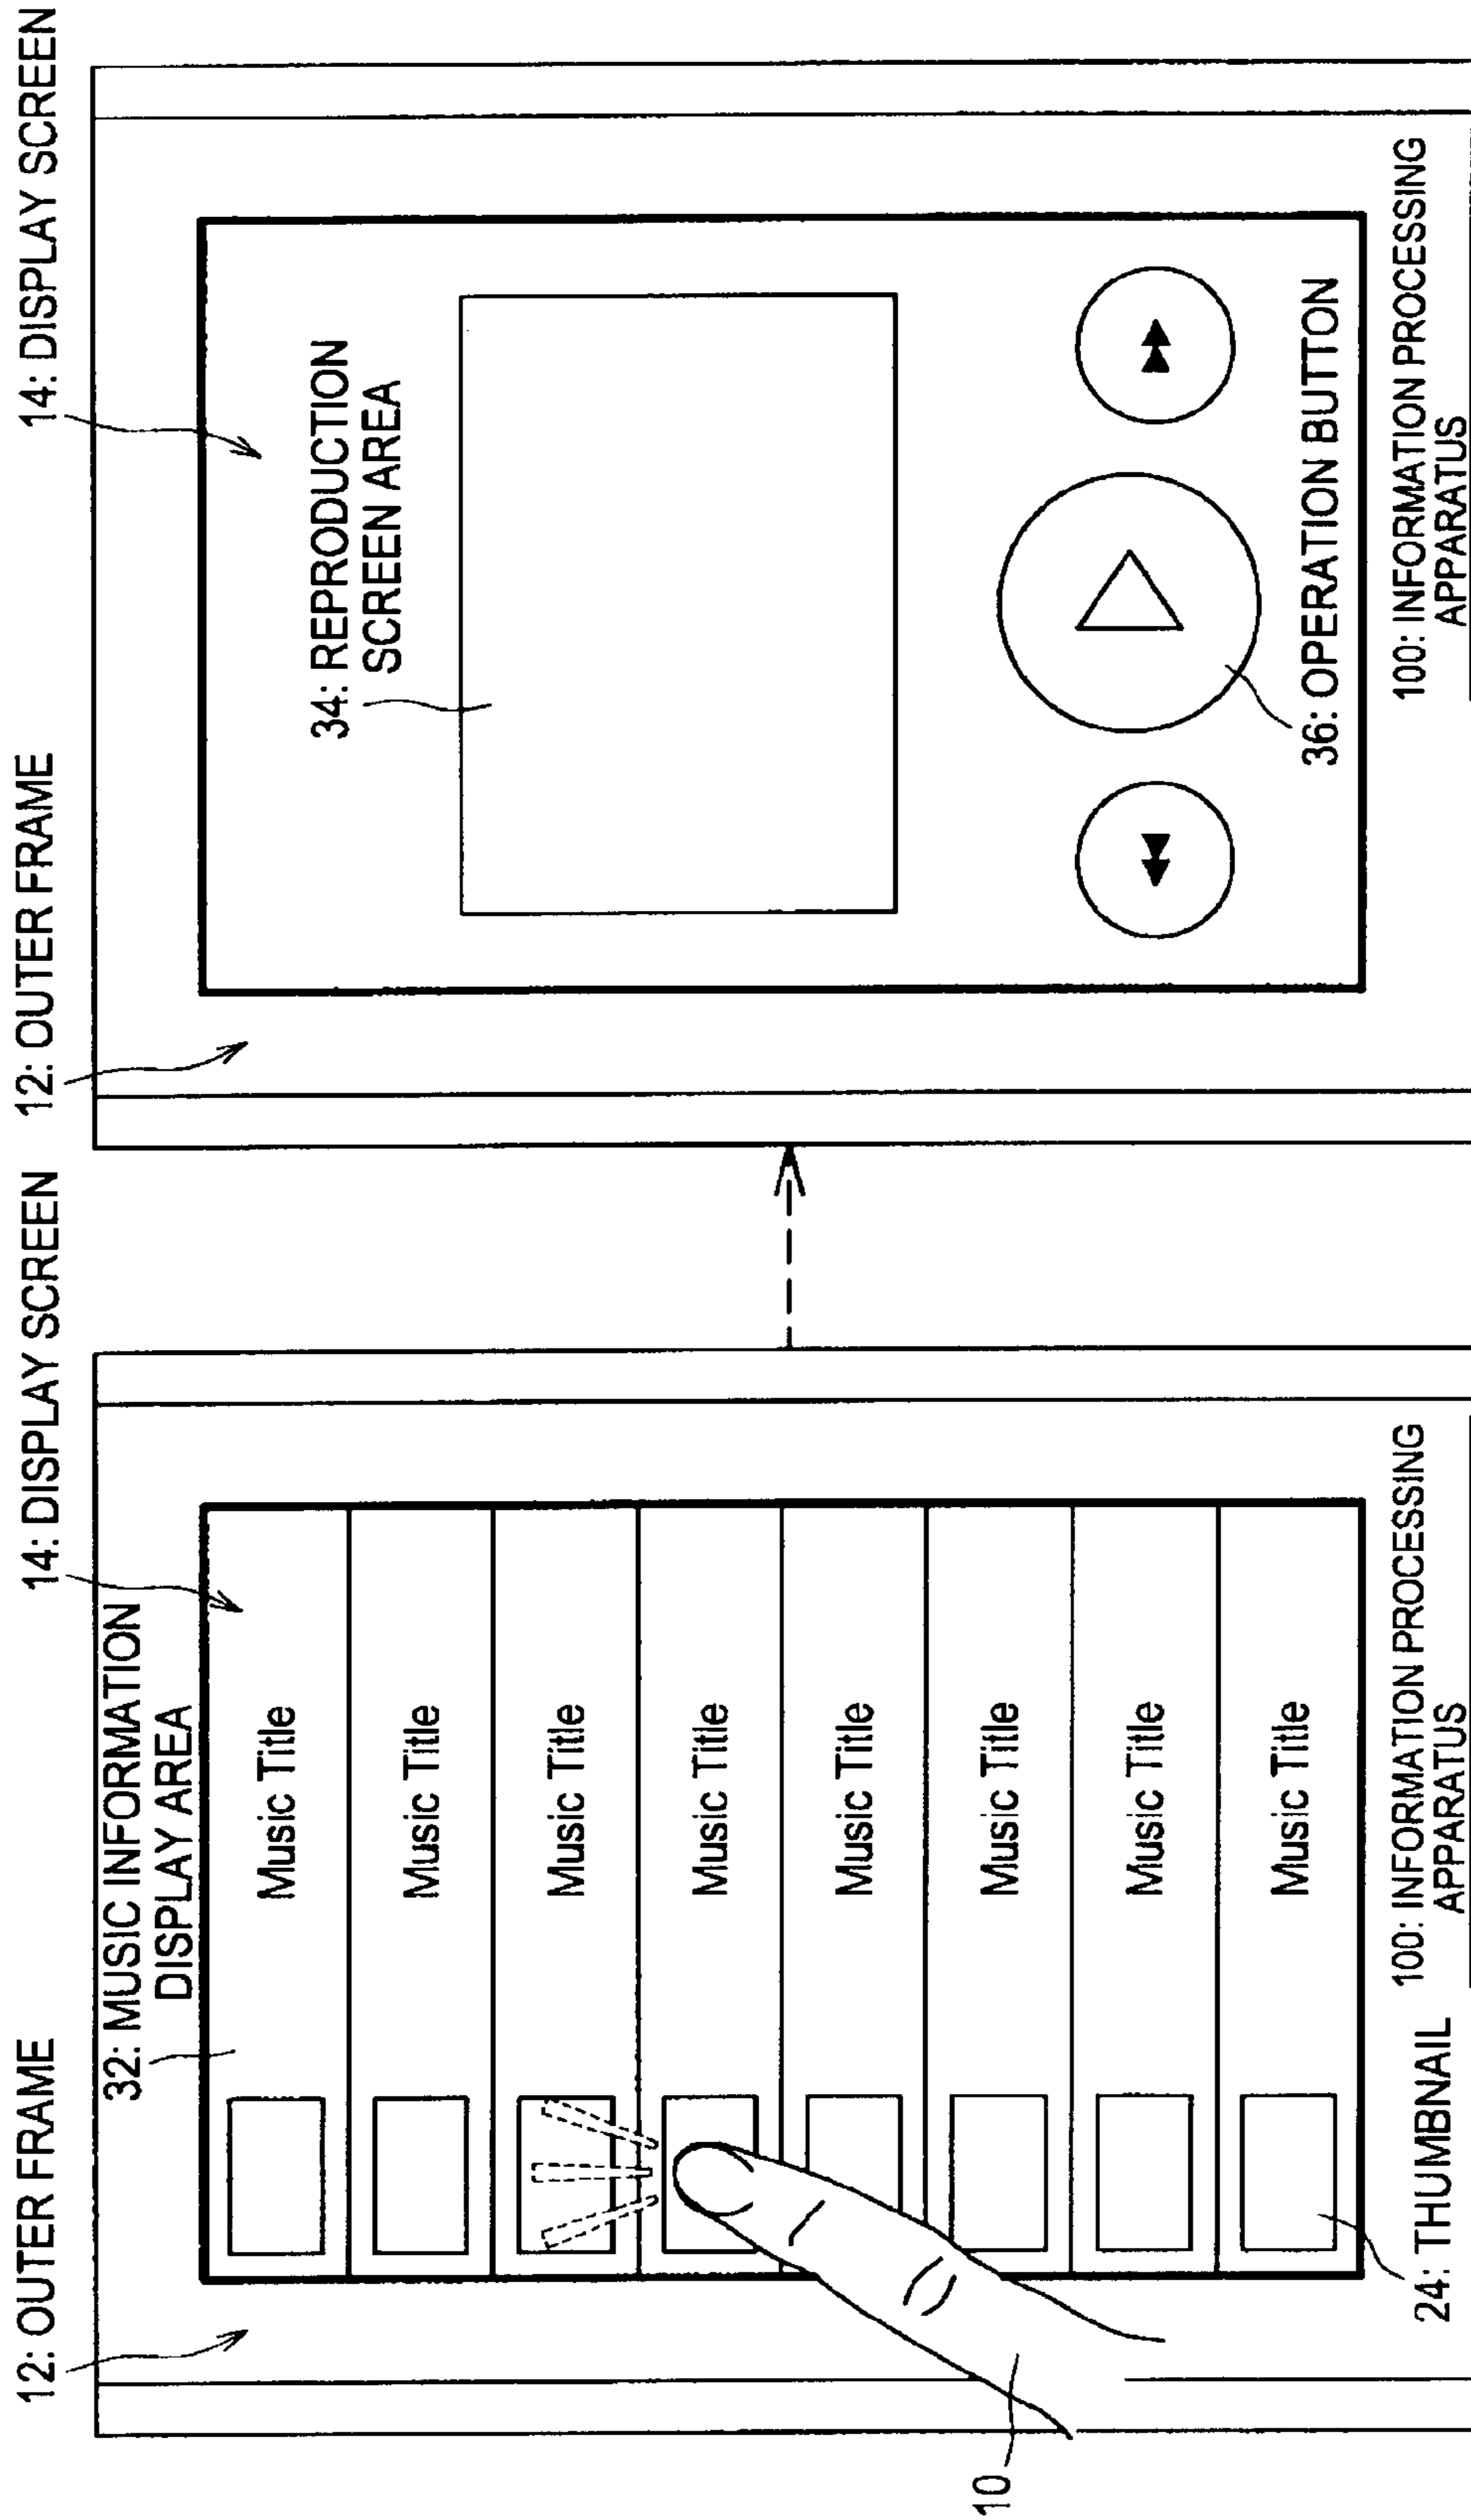 12: OUTER FRAME
14: DISPLAY SCREEN
32: MUSIC INFORMATION
DISPLAY AREA
Music Title
Music Title
Music Title
Music Title
Music Title
Music Title
Music Title
Music Title
10
24: THUMBNAIL
100: INFORMATION PROCESSING
APPARATUS
12: OUTER FRAME
14: DISPLAY SCREEN
34: REPRODUCTION
SCREEN AREA
36: OPERATION BUTTON
100: INFORMATION PROCESSING
APPARATUS